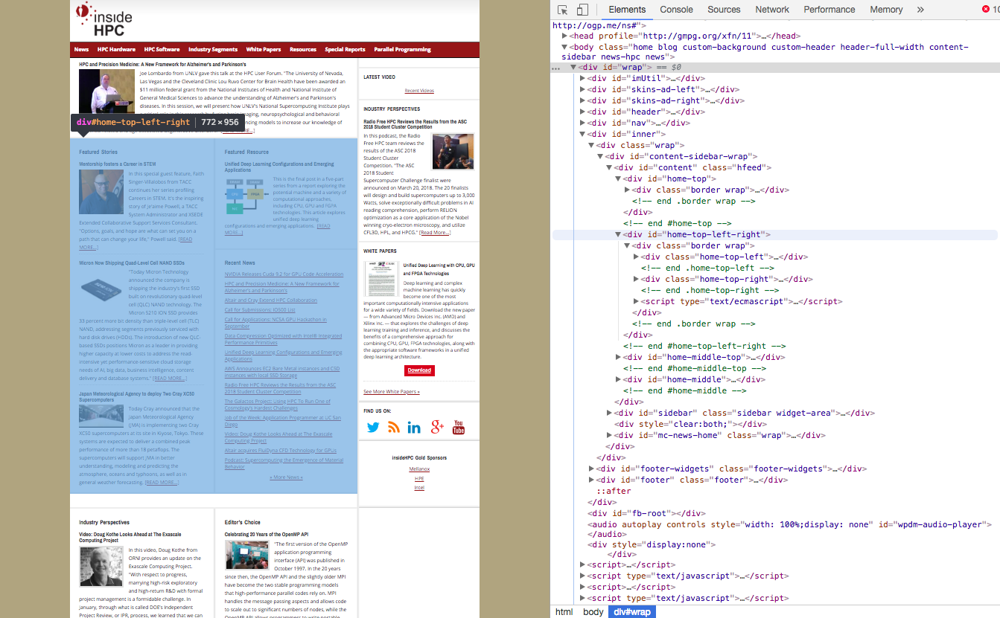 inside
HPC
News HPC Hardware HPC Software Industry Segments White Papers Resources Special Reports Parallel Programming
HPC and Precision Medicine: A New Framework for Alzheimer's and Parkinson's
Joe Lombardo from UNLV gave this talk at the HPC User Forum. "The University of Nevada,
Las Vegas and the Cleveland Clinic Lou Ruvo Center for Brain Health have been awarded an
$11 million federal grant from the National Institutes of Health and National Institute of
General Medical Sciences to advance the understanding of Alzheimer's and Parkinson's
diseases. In this session, we will present how UNLV's National Supercomputing Institute plays
aging, neuropsychological and behavioral
ncing models to increase our knowledge of
div#home-top-left-right | 772×956
Featured Stories
Mentorship fosters a Career in STEM
In this special guest feature, Faith
Singer-Villalobos from TACC
continues her series profiling
Careers in STEM. It's the inspiring
story of Je'aime Powell, a TACC
System Administrator and XSEDE
Extended Collaborative Support Services Consultant.
"Options, goals, and hope are what can set you on a
path that can change your life," Powell said. [READ
MORE...]
Micron Now Shipping Quad-Level Cell NAND SSDs
"Today Micron Technology
announced the company is
shipping the industry's first SSD
built on revolutionary quad-level
cell (QLC) NAND technology. The
Micron 5210 ION SSD provides
33 percent more bit density than triple-level cell (TLC)
NAND, addressing segments previously serviced with
hard disk drives (HDDs). The introduction of new QLC-
based SSDs positions Micron as a leader in providing
higher capacity at lower costs to address the read-
intensive yet performance-sensitive cloud storage
needs of AI, big data, business intelligence, content
delivery and database systems." [READ MORE...]
Japan Meteorological Agency to deploy Two Cray XC50
Supercomputers
Today Cray announced that the
Japan Meteorological Agency
(JMA) is implementing two Cray
XC50 supercomputers at its site in Kiyose, Tokyo. These
systems are expected to deliver a combined peak
performance of more than 18 petaflops. The
supercomputers will support JMA in better
understanding, modeling and predicting the
atmosphere, oceans and typhoons, as well as in
general weather forecasting. [READ MORE...]
Featured Resource
Unified Deep Learning Configurations and Emerging
Applications
This is the final post in a five-part
series from a report exploring the
potential machine and a variety of
computational approaches,
including CPU, GPU and FGPA
technologies. This article explores
unified deep learning
configurations and emerging applications. [READ
MORE...]
Recent News
NVIDIA Releases Cuda 9.2 for GPU Code Acceleration
HPC and Precision Medicine: A New Framework for
Alzheimer's and Parkinson's
Altair and Cray Extend HPC Collaboration
Call for Submissions: IO500 List
Call for Applications: NCSA GPU Hackathon in
September
Data Compression Optimized with Intel® Integrated
Performance Primitives
Unified Deep Learning Configurations and Emerging
Applications
AWS Announces EC2 Bare Metal Instances and C5D
instances with local SSD Storage
Radio Free HPC Reviews the Results from the ASC
2018 Student Cluster Competition
The Galactos Project: Using HPC To Run One of
Cosmology's Hardest Challenges
Job of the Week: Application Programmer at UC San
Diego
Video: Doug Kothe Looks Ahead at The Exascale
Computing Project
Altair acquires FluiDyna CFD Technology for GPUs
Podcast: Supercomputing the Emergence of Material
Behavior
« More News »
LATEST VIDEO
Recent Videos
INDUSTRY PERSPECTIVES
Radio Free HPC Reviews the Results from the ASC
2018 Student Cluster Competition
In this podcast, the Radio
Free HPC team reviews the
results of the ASC 2018
Student Cluster
Competition. "The ASC
2018 Student
Supercomputer Challenge finalist were
announced on March 20, 2018. The 20 finalists
will design and build supercomputers up to 3,000
Watts, solve exceptionally difficult problems in AI
reading comprehension, perform RELION
optimization as a core application of the Nobel
winning cryo-electron microscopy, and utilize
CFL3D, HPL, and HPCG." [Read More...]
WHITE PAPERS
Unified Deep Learning with CPU, GPU
and FPGA Technologies
Deep learning and complex
machine learning has quickly
become one of the most
important computationally intensive applications
for a wide variety of fields. Download the new paper
— from Advanced Micro Devices Inc. (AMD) and
Xilinx Inc. — that explores the challenges of deep
learning training and inference, and discusses the
benefits of a comprehensive approach for
combining CPU, GPU, FPGA technologies, along with
the appropriate software frameworks in a unified
deep learning architecture.
Download
See More White Papers »
FIND US ON:
You
Tube
insideHPC Gold Sponsors
Mellanox
HPE
Intel
Industry Perspectives
Video: Doug Kothe Looks Ahead at The Exascale
Computing Project
In this video, Doug Kothe from
ORNl provides an update on the
Exascale Computing Project.
"With respect to progress,
marrying high-risk exploratory
and high-return R&D with formal
project management is a formidable challenge. In
January, through what is called DOE's Independent
Project Review, or IPR, process, we learned that we can
Editor's Choice
Celebrating 20 Years of the OpenMP API
"The first version of the OpenMP
application programming
interface (API) was published in
October 1997. In the 20 years
since then, the OpenMP API and the slightly older MPI
have become the two stable programming models
that high-performance parallel codes rely on. MPI
handles the message passing aspects and allows code
to scale out to significant numbers of nodes, while the
OpenMP API allows programmers to write portable
Elements Console Sources Network Performance Memory » 10
http://ogp.me/ns#">
<head profile="http://gmpg.org/xfn/11">…</head>
<body class="home blog custom-background custom-header header-full-width content-
sidebar news-hpc news">
<div id="wrap"> == $0
<div id="imUtil">…</div>
<div id="skins-ad-left">…</div>
<div id="skins-ad-right">…</div>
<div id="header">…</div>
<div id="nav">…</div>
<div id="inner">
<div class="wrap">
<div id="content-sidebar-wrap">
<div id="content" class="hfeed">
<div id="home-top">
<div class="border wrap">…</div>
<!-- end .border wrap -->
</div>
<!-- end #home-top -->
<div id="home-top-left-right">
<div class="border wrap">
<div class="home-top-left">…</div>
<!-- end .home-top-left -->
<div class="home-top-right">…</div>
<!-- end .home-top-right -->
<script type="text/ecmascript">…</script>
</div>
<!-- end .border wrap -->
</div>
<!-- end #home-top-left-right -->
<div id="home-middle-top">…</div>
<!-- end #home-middle-top -->
<div id="home-middle">…</div>
<!-- end #home-middle -->
</div>
<div id="sidebar" class="sidebar widget-area">…</div>
<div style="clear:both;"></div>
<div id="mc-news-home" class="wrap">…</div>
</div>
</div>
<div id="footer-widgets" class="footer-widgets">…</div>
<div id="footer" class="footer">…</div>
::after
</div>
<div id="fb-root"></div>
<audio autoplay controls style="width: 100%;display: none" id="wpdm-audio-player">
</audio>
<div style="display:none">
</div>
<script>…</script>
<script type="text/javascript">…</script>
<script>…</script>
<script type="text/javascript">…</script>
html body div#wrap